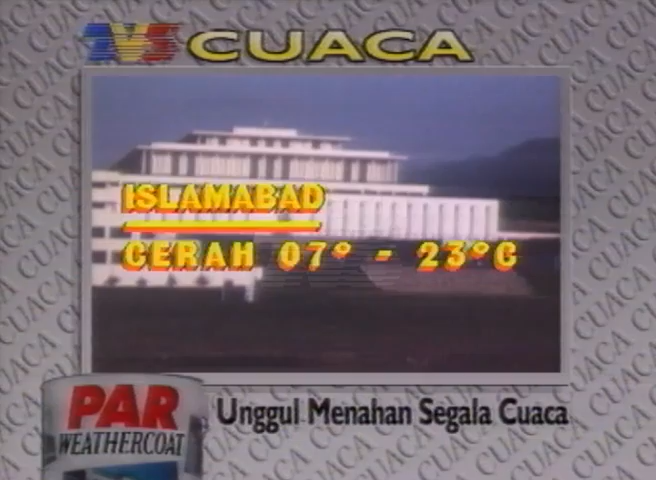 TV3 CUACA
ISLAMABAD
CERAH 07° - 23°C
PAR
WEATHERCOAT
Unggul Menahan Segala Cuaca